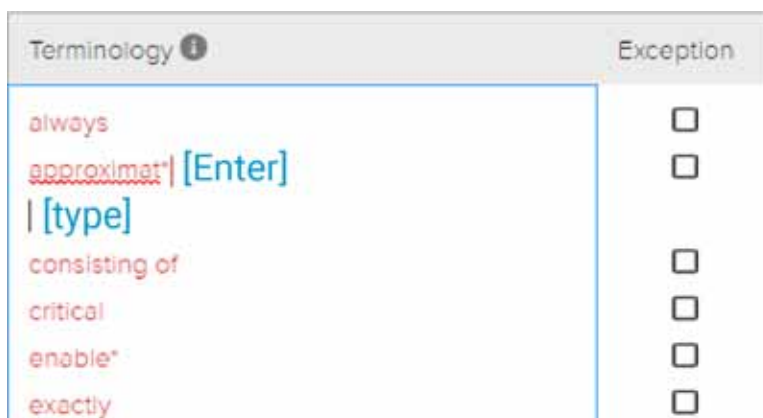 Terminology Exception
always
approximat*| [Enter]
| [type]
consisting of
critical
enable*
exactly